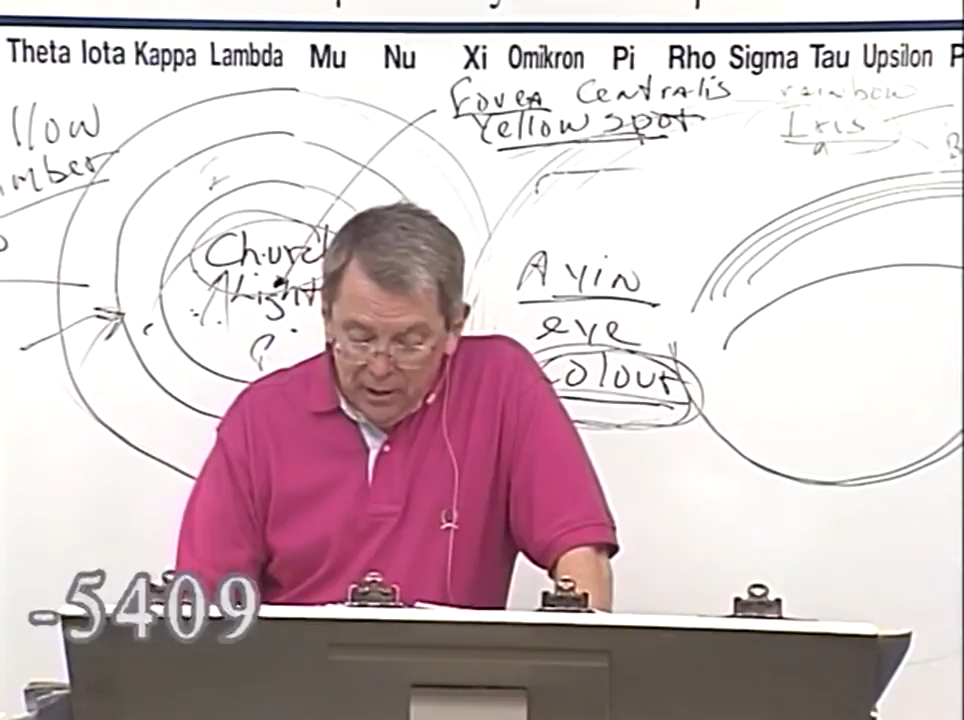 Theta Iota Kappa Lambda Mu Nu Xi Omikron Pi Rho Sigma Tau Upsilon P
Fovea Centralis
Yellow spot
rainbow
Iris
llow
mber
Church
Light
Ayin
eye
Colour
-5409